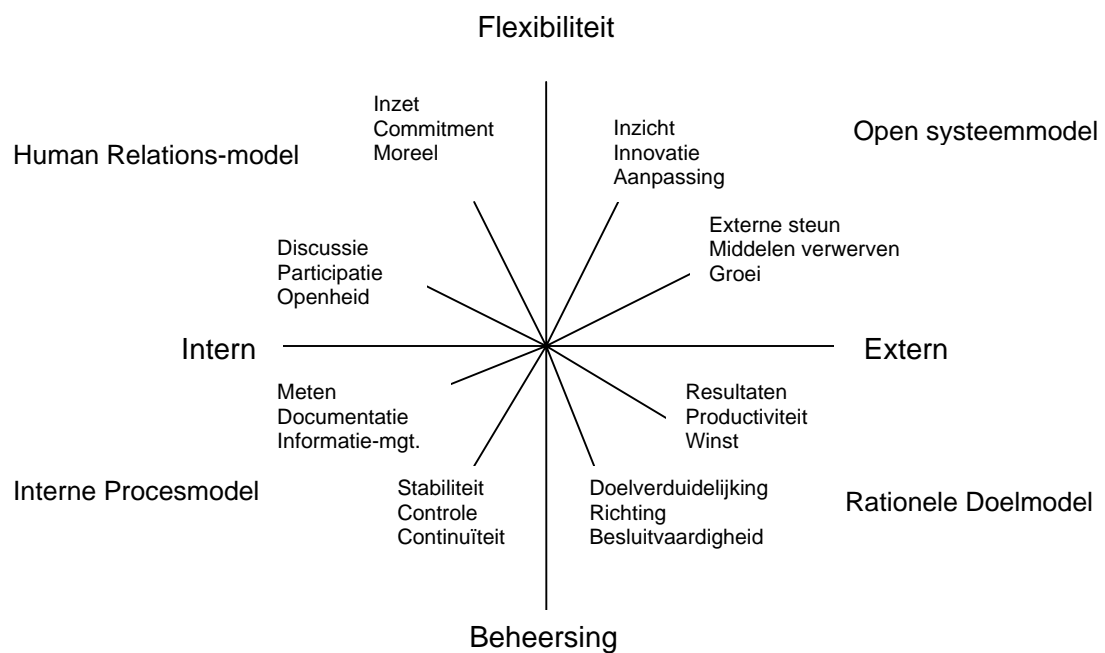 Flexibiliteit
Human Relations-model
Inzet
Commitment
Moreel
Inzicht
Innovatie
Aanpassing
Open systeemmodel
Discussie
Participatie
Openheid
Externe steun
Middelen verwerven
Groei
Intern
Extern
Meten
Documentatie
Informatie-mgt.
Resultaten
Productiviteit
Winst
Interne Procesmodel
Stabiliteit
Controle
Continuïteit
Doelverduidelijking
Richting
Besluitvaardigheid
Rationele Doelmodel
Beheersing